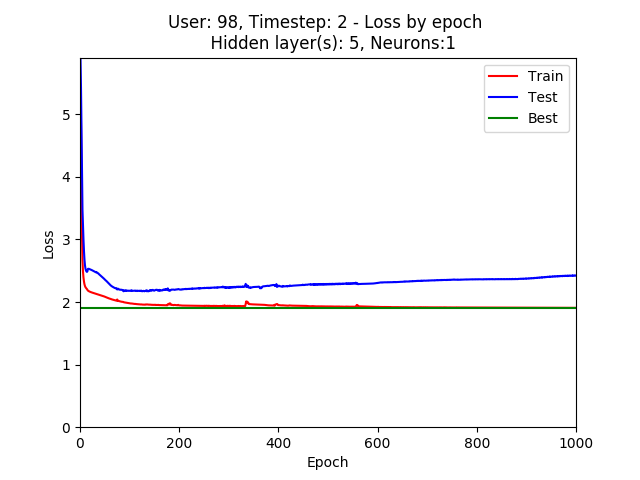 User: 98, Timestep: 2 - Loss by epoch
Hidden layer(s): 5, Neurons:1
Train
Test
Best
5
4
3
2
1
0
Loss
0 200 400 600 800 1000
Epoch